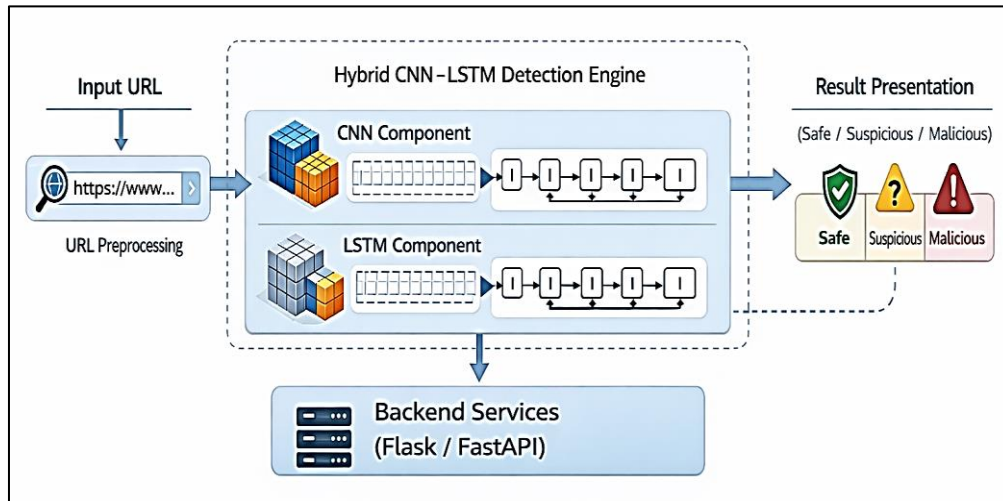 Input URL
https://www...
URL Preprocessing
Hybrid CNN-LSTM Detection Engine
CNN Component
LSTM Component
Result Presentation
(Safe / Suspicious / Malicious)
?
!
Safe
Suspicious
Malicious
Backend Services
(Flask / FastAPI)